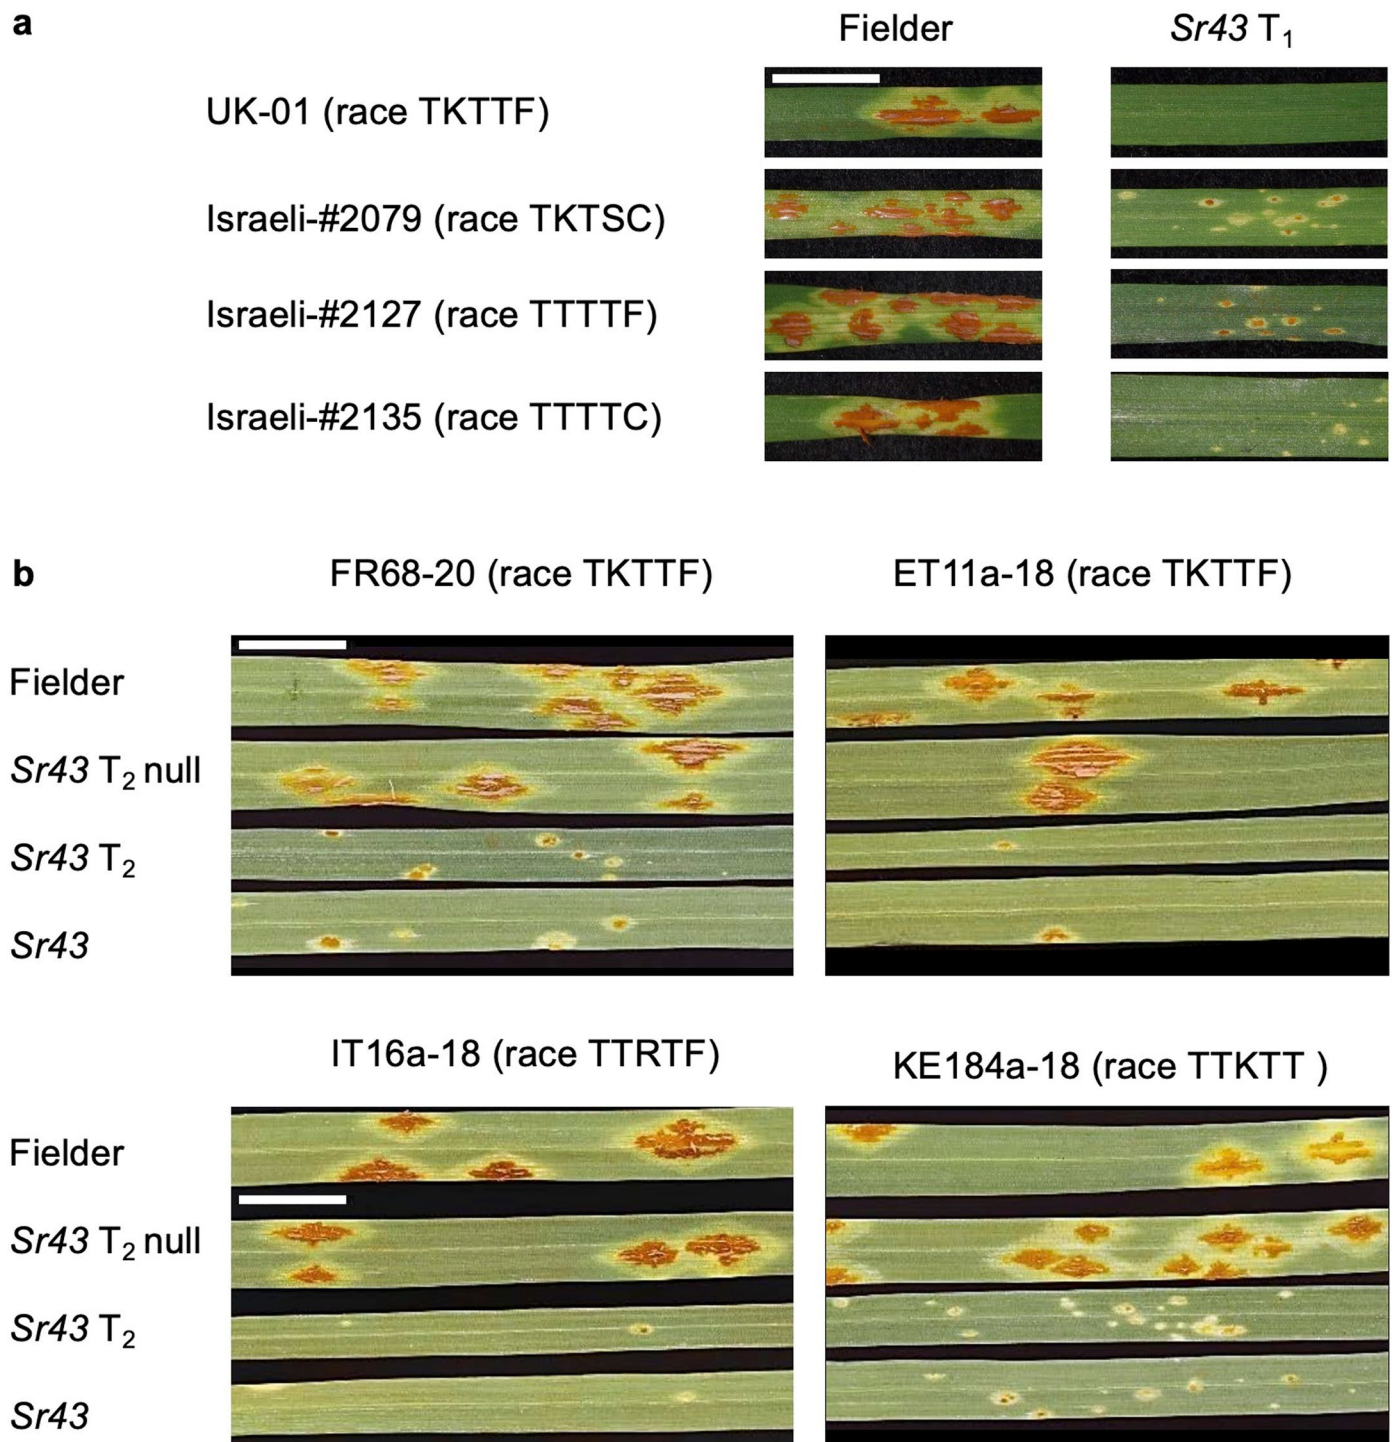 a
Fielder
Sr43 T1
UK-01 (race TKTTF)
Israeli-#2079 (race TKTSC)
Israeli-#2127 (race TTTTF)
Israeli-#2135 (race TTTTC)
b
FR68-20 (race TKTTF)
ET11a-18 (race TKTTF)
Fielder
Sr43 T2 null
Sr43 T2
Sr43
IT16a-18 (race TTRTF)
KE184a-18 (race TTKTT )
Fielder
Sr43 T2 null
Sr43 T2
Sr43